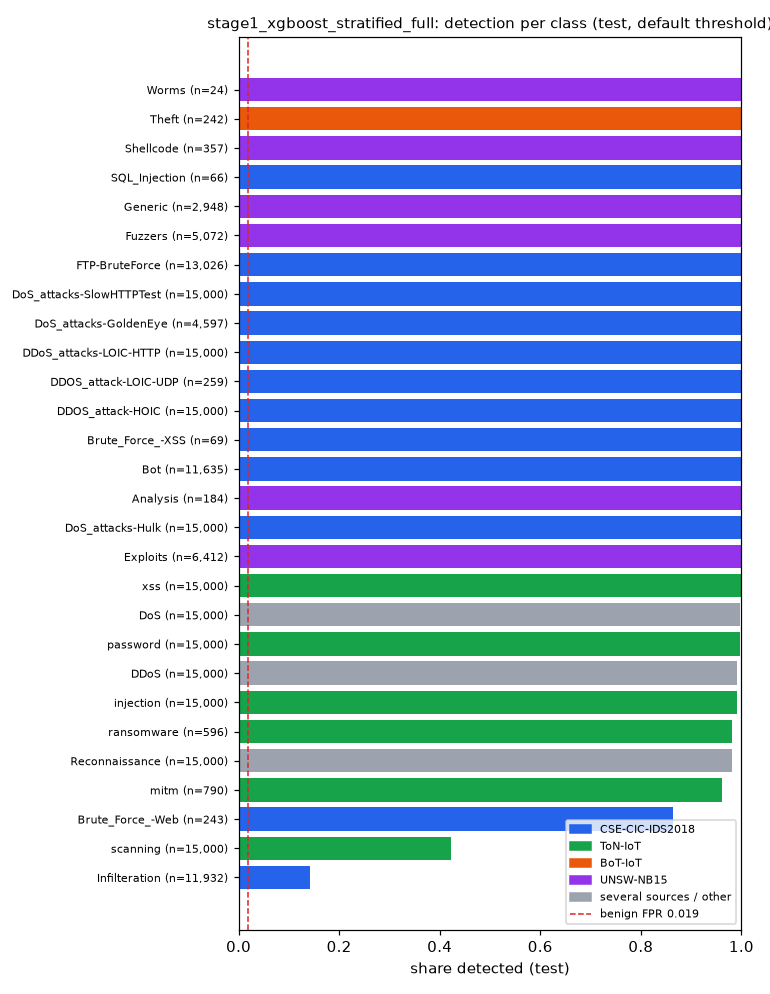 stage1_xgboost_stratified_full: detection per class (test, default threshold)
Worms (n=24)
Theft (n=242)
Shellcode (n=357)
SQL_Injection (n=66)
Generic (n=2,948)
Fuzzers (n=5,072)
FTP-BruteForce (n=13,026)
DoS_attacks-SlowHTTPTest (n=15,000)
DoS_attacks-GoldenEye (n=4,597)
DDoS_attacks-LOIC-HTTP (n=15,000)
DDOS_attack-LOIC-UDP (n=259)
DDOS_attack-HOIC (n=15,000)
Brute_Force_-XSS (n=69)
Bot (n=11,635)
Analysis (n=184)
DoS_attacks-Hulk (n=15,000)
Exploits (n=6,412)
xss (n=15,000)
DoS (n=15,000)
password (n=15,000)
DDoS (n=15,000)
injection (n=15,000)
ransomware (n=596)
Reconnaissance (n=15,000)
mitm (n=790)
Brute_Force_-Web (n=243)
scanning (n=15,000)
Infilteration (n=11,932)
CSE-CIC-IDS2018
ToN-IoT
BoT-IoT
UNSW-NB15
several sources / other
benign FPR 0.019
0.0 0.2 0.4 0.6 0.8 1.0
share detected (test)